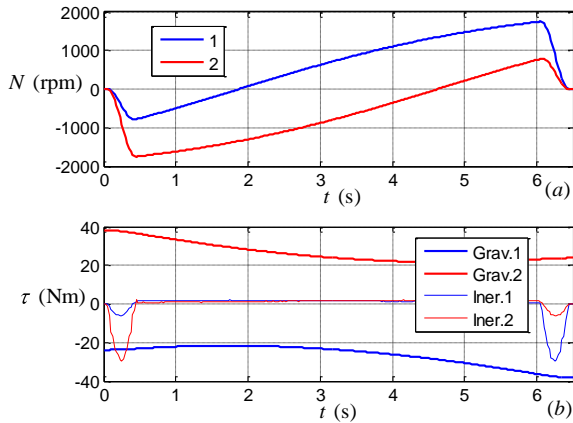 2000
1000
N (rpm)
0
-1000
-2000
1
2
0 1 2 3 4 5 6
t (s)
(a)
40
20
τ (Nm)
0
-20
-40
Grav.1
Grav.2
Iner.1
Iner.2
0 1 2 3 4 5 6
t (s)
(b)